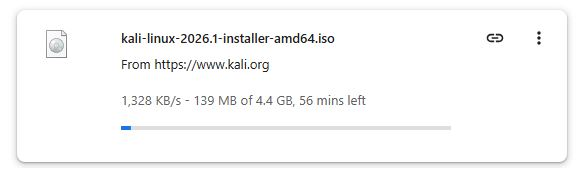 kali-linux-2026.1-installer-amd64.iso
From https://www.kali.org
1,328 KB/s - 139 MB of 4.4 GB, 56 mins left